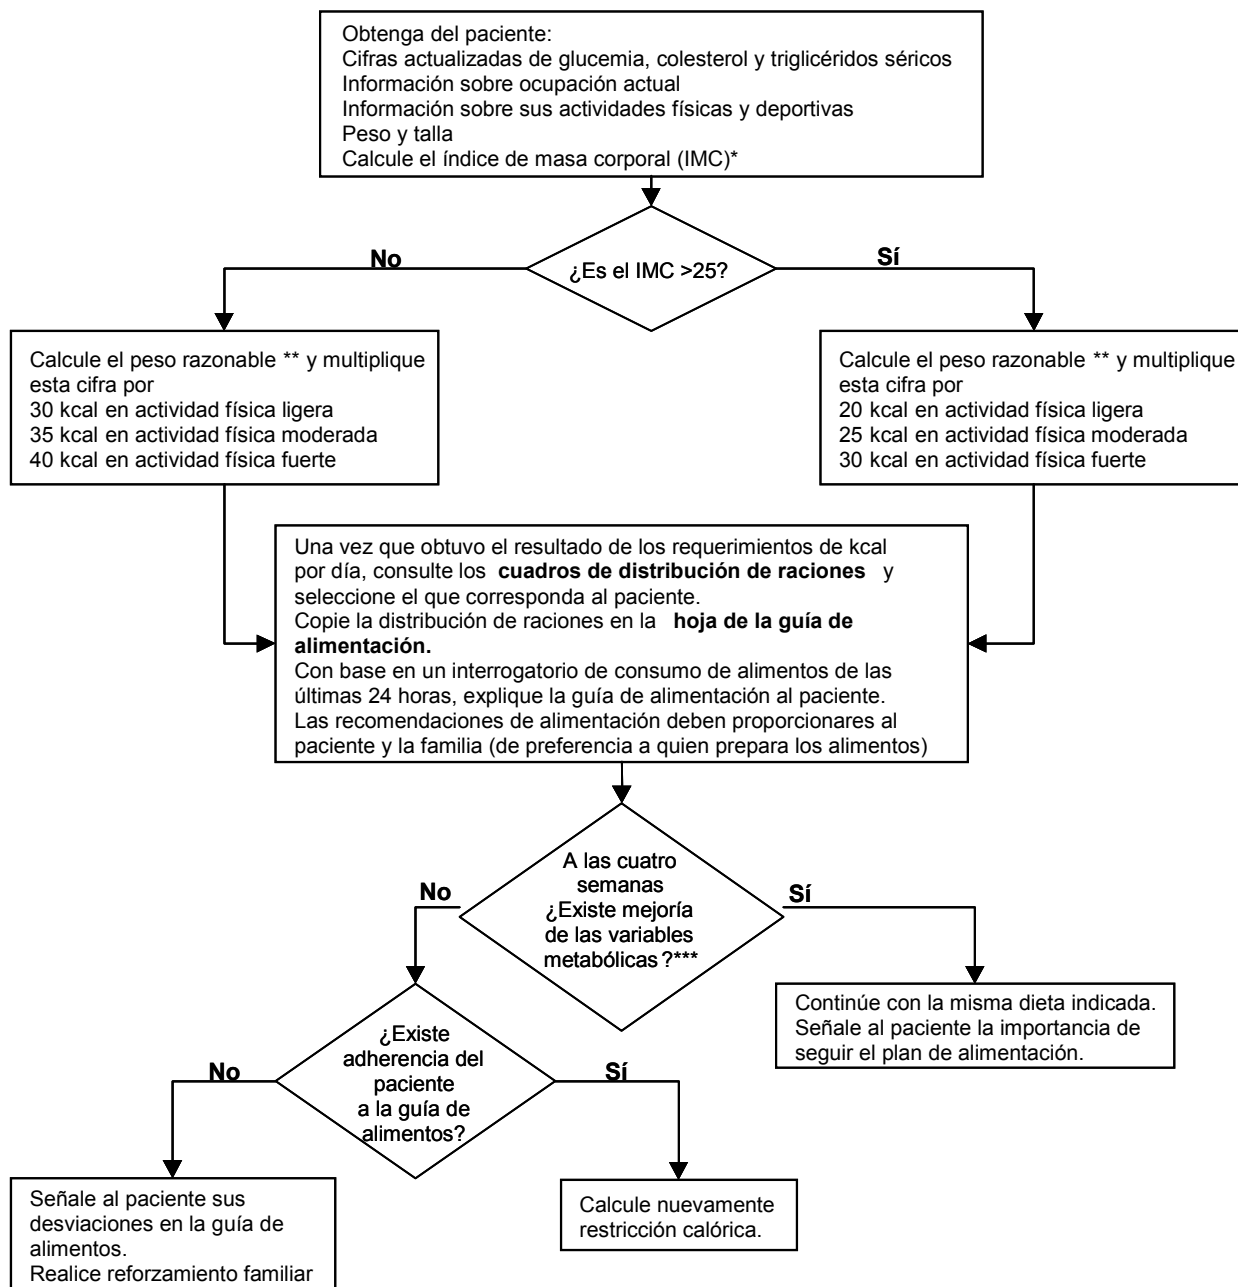 Obtenga del paciente:
Cifras actualizadas de glucemia, colesterol y triglicéridos séricos
Información sobre ocupación actual
Información sobre sus actividades físicas y deportivas
Peso y talla
Calcule el índice de masa corporal (IMC)*
¿Es el IMC >25?
No
Sí
Calcule el peso razonable ** y multiplique
esta cifra por
30 kcal en actividad física ligera
35 kcal en actividad física moderada
40 kcal en actividad física fuerte
Calcule el peso razonable ** y multiplique
esta cifra por
20 kcal en actividad física ligera
25 kcal en actividad física moderada
30 kcal en actividad física fuerte
Una vez que obtuvo el resultado de los requerimientos de kcal
por día, consulte los cuadros de distribución de raciones y
seleccione el que corresponda al paciente.
Copie la distribución de raciones en la hoja de la guía de
alimentación.
Con base en un interrogatorio de consumo de alimentos de las
últimas 24 horas, explique la guía de alimentación al paciente.
Las recomendaciones de alimentación deben proporcionares al
paciente y la familia (de preferencia a quien prepara los alimentos)
A las cuatro
semanas
¿Existe mejoría
de las variables
metabólicas?***
No
Sí
Continúe con la misma dieta indicada.
Señale al paciente la importancia de
seguir el plan de alimentación.
¿Existe
adherencia del
paciente
a la guía de
alimentos?
No
Sí
Señale al paciente sus
desviaciones en la guía de
alimentos.
Realice reforzamiento familiar
Calcule nuevamente
restricción calórica.